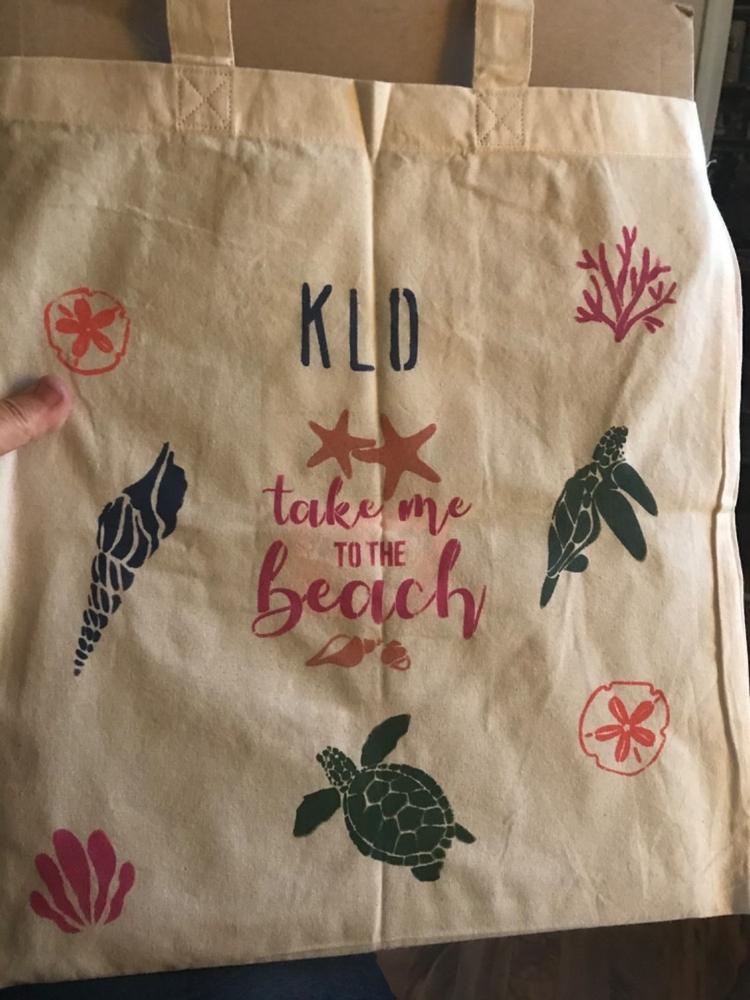 KLD
take me
TO THE
beach